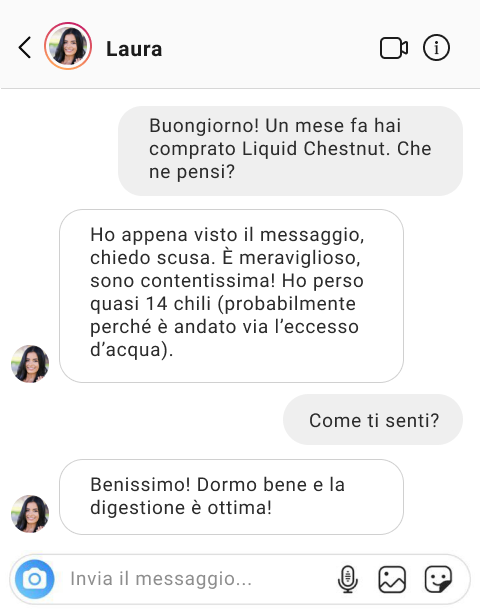 Laura
Buongiorno! Un mese fa hai
comprato Liquid Chestnut. Che
ne pensi?
Ho appena visto il messaggio,
chiedo scusa. È meraviglioso,
sono contentissima! Ho perso
quasi 14 chili (probabilmente
perché è andato via l’eccesso
d’acqua).
Come ti senti?
Benissimo! Dormo bene e la
digestione è ottima!
Invia il messaggio...